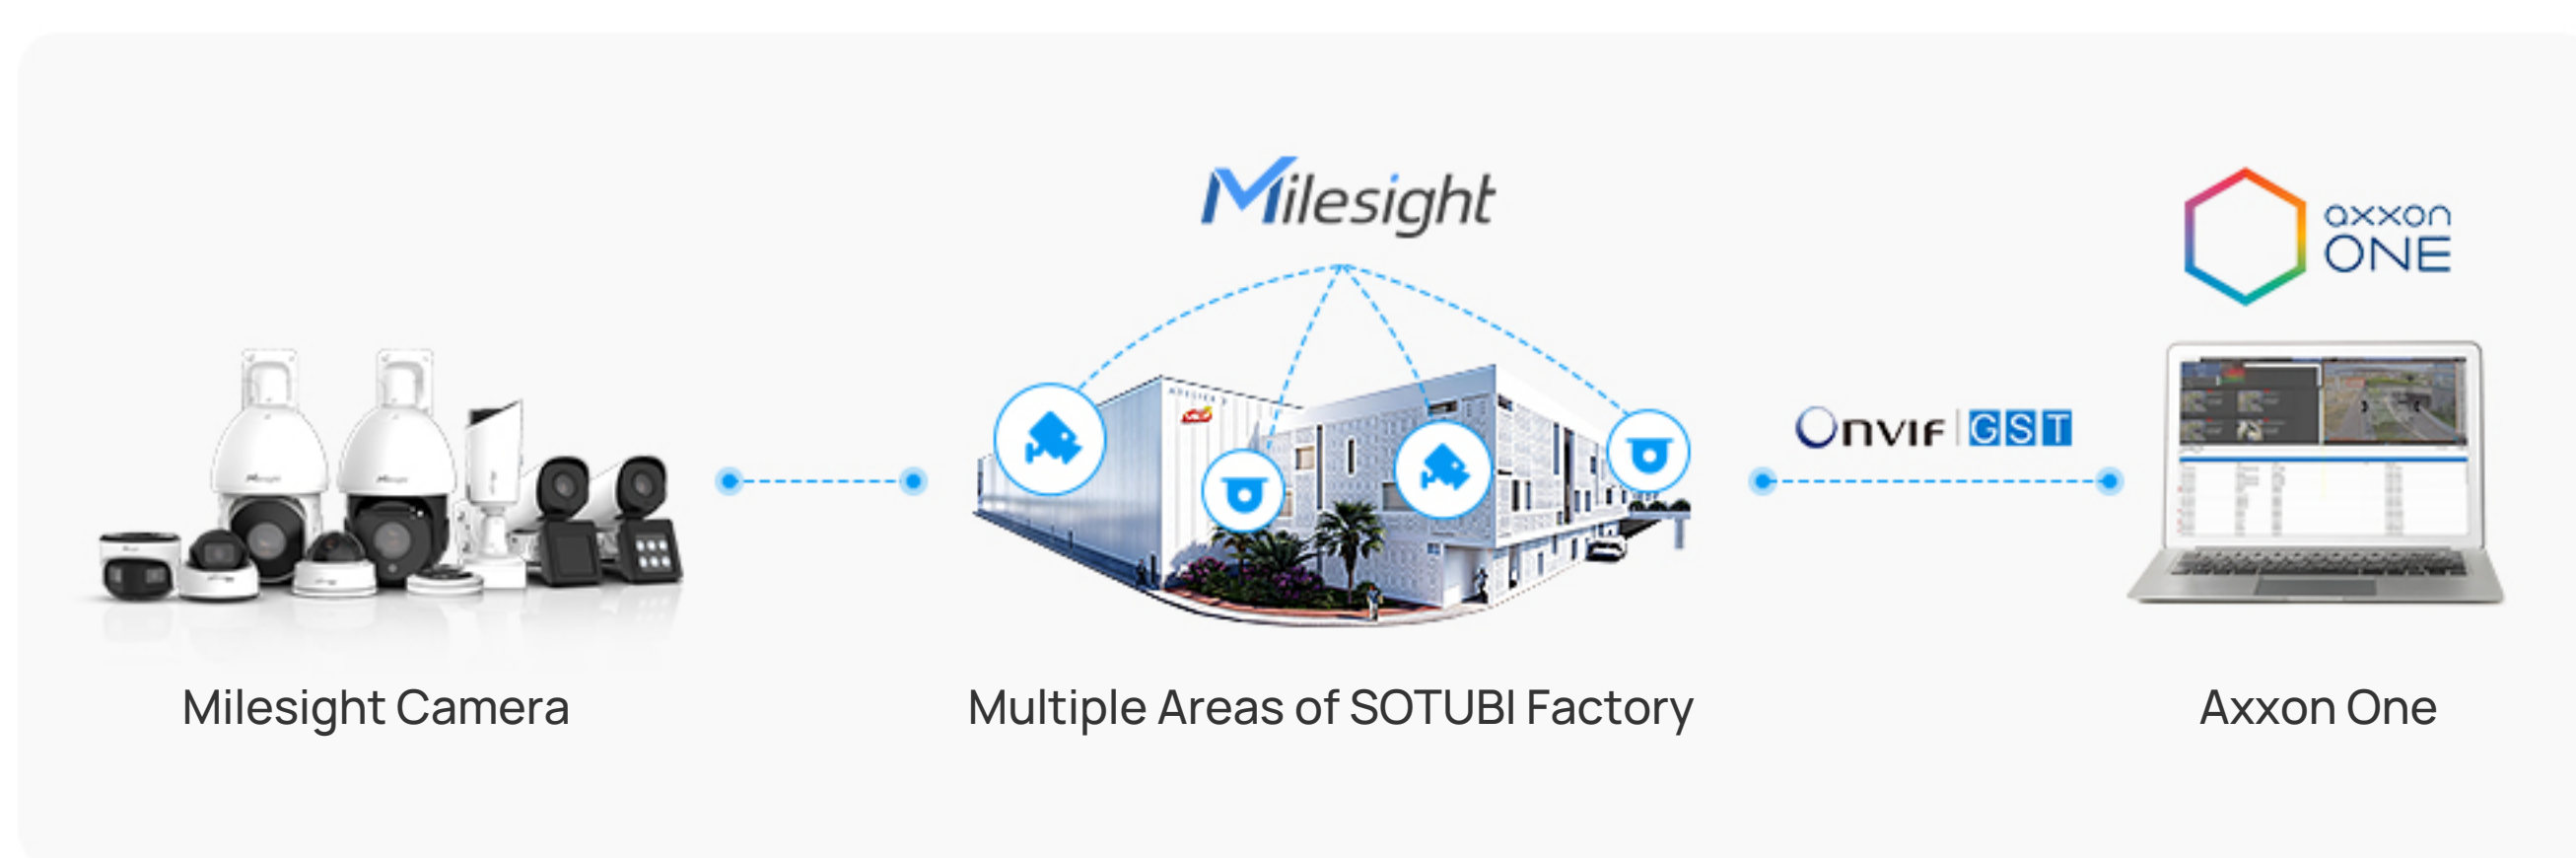 Milesight
axxon
ONE
ONVIF GST
Milesight Camera
Multiple Areas of SOTUBI Factory
Axxon One